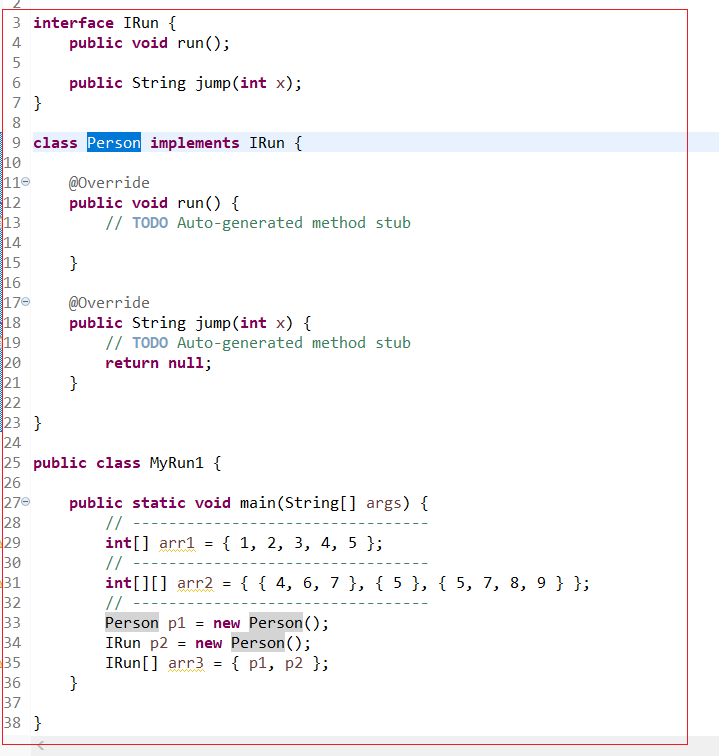 2
3 interface IRun {
4     public void run();
5
6     public String jump(int x);
7 }
8
9 class Person implements IRun {
10
11     @Override
12     public void run() {
13         // TODO Auto-generated method stub
14
15     }
16
17     @Override
18     public String jump(int x) {
19         // TODO Auto-generated method stub
20         return null;
21     }
22
23 }
24
25 public class MyRun1 {
26
27     public static void main(String[] args) {
28         // ---------------------------------
29         int[] arr1 = { 1, 2, 3, 4, 5 };
30         // ---------------------------------
31         int[][] arr2 = { { 4, 6, 7 }, { 5 }, { 5, 7, 8, 9 } };
32         // ---------------------------------
33         Person p1 = new Person();
34         IRun p2 = new Person();
35         IRun[] arr3 = { p1, p2 };
36     }
37
38 }